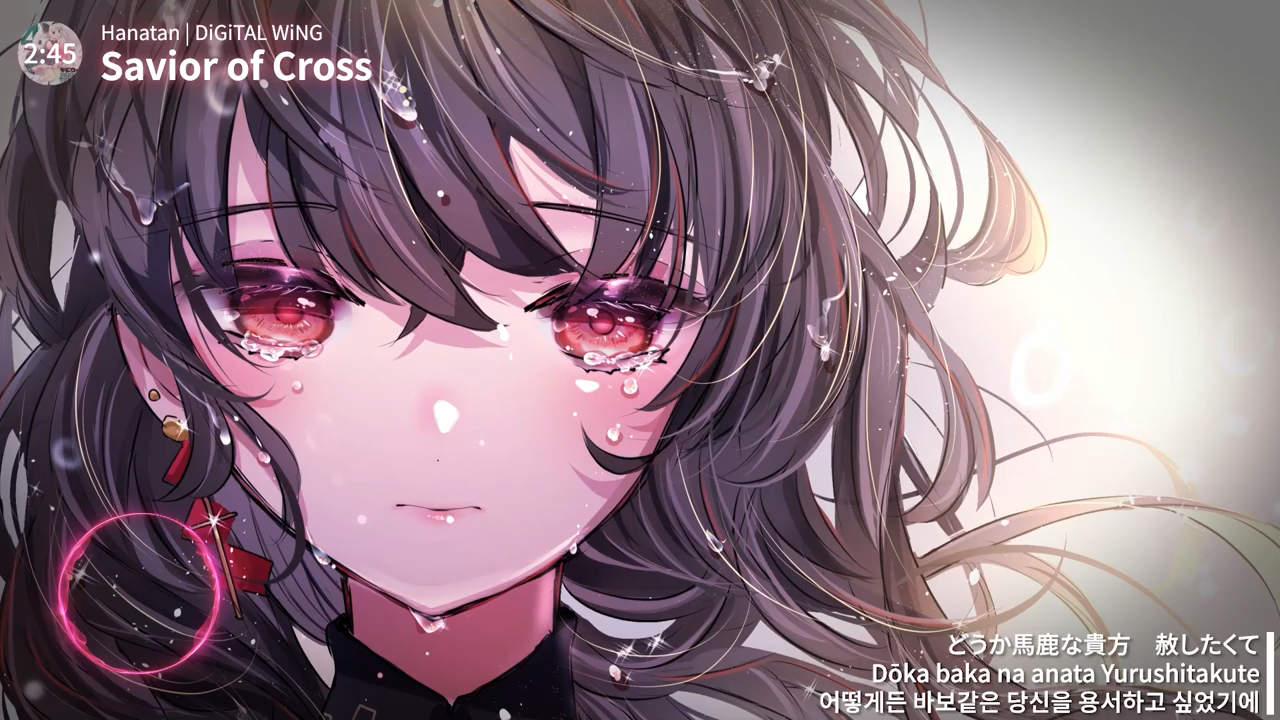 2:45
Hanatan | DiGiTAL WiNG
Savior of Cross
どうか馬鹿な貴方　赦したくて
Dōka baka na anata Yurushitakute
어떻게든 바보같은 당신을 용서하고 싶었기에